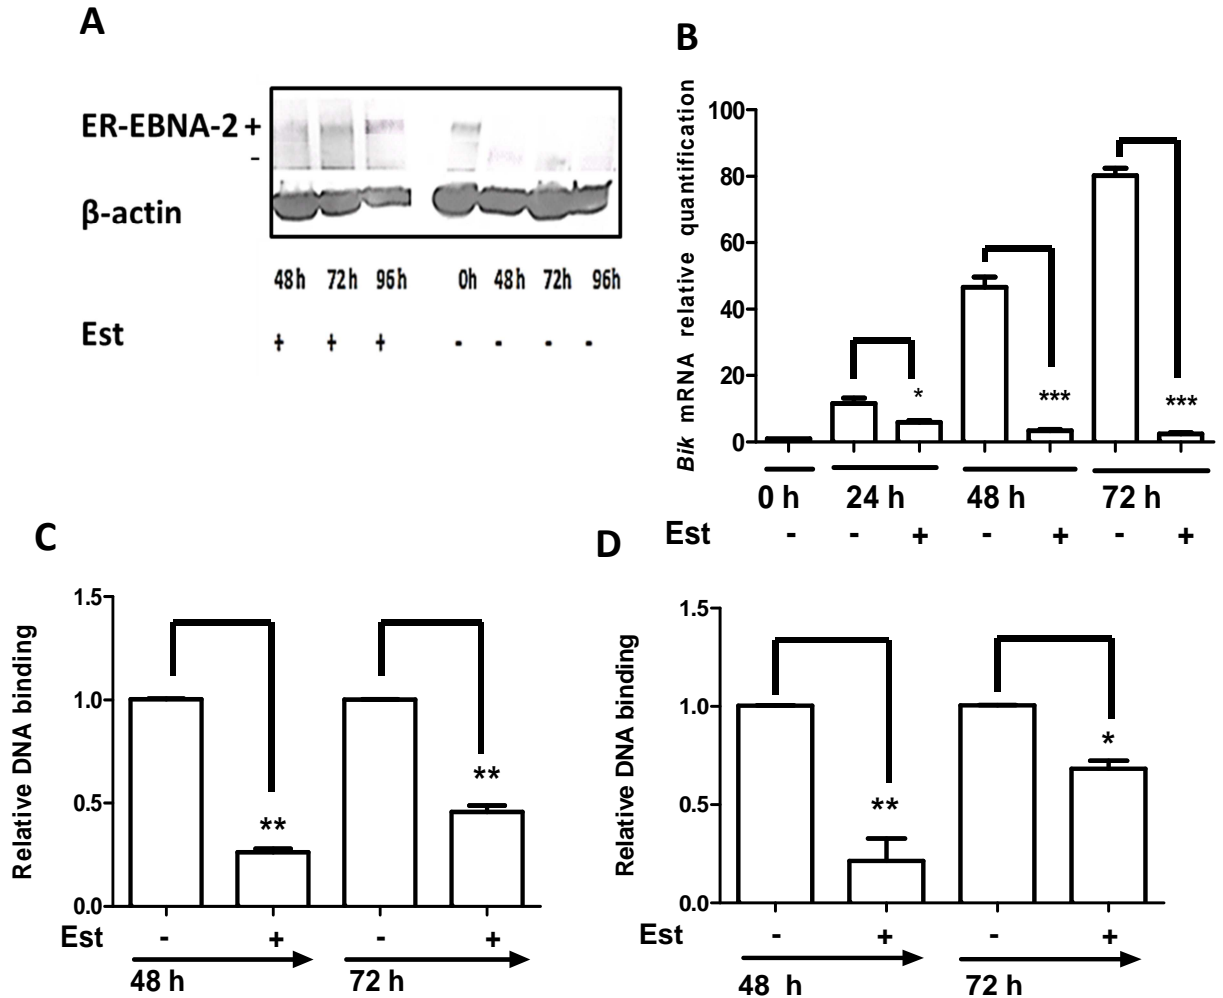 A
ER-EBNA-2 +
-
β-actin
48h 72h 96h 0h 48h 72h 96h
Est + + + - - - -
B
Bik mRNA relative quantification
100
80
60
40
20
0
*
***
***
0 h 24 h 48 h 72 h
Est - - + - + - +
C
Relative DNA binding
1.5
1.0
0.5
0.0
**
**
Est - + - +
48 h 72 h
D
Relative DNA binding
1.5
1.0
0.5
0.0
**
*
Est - + - +
48 h 72 h